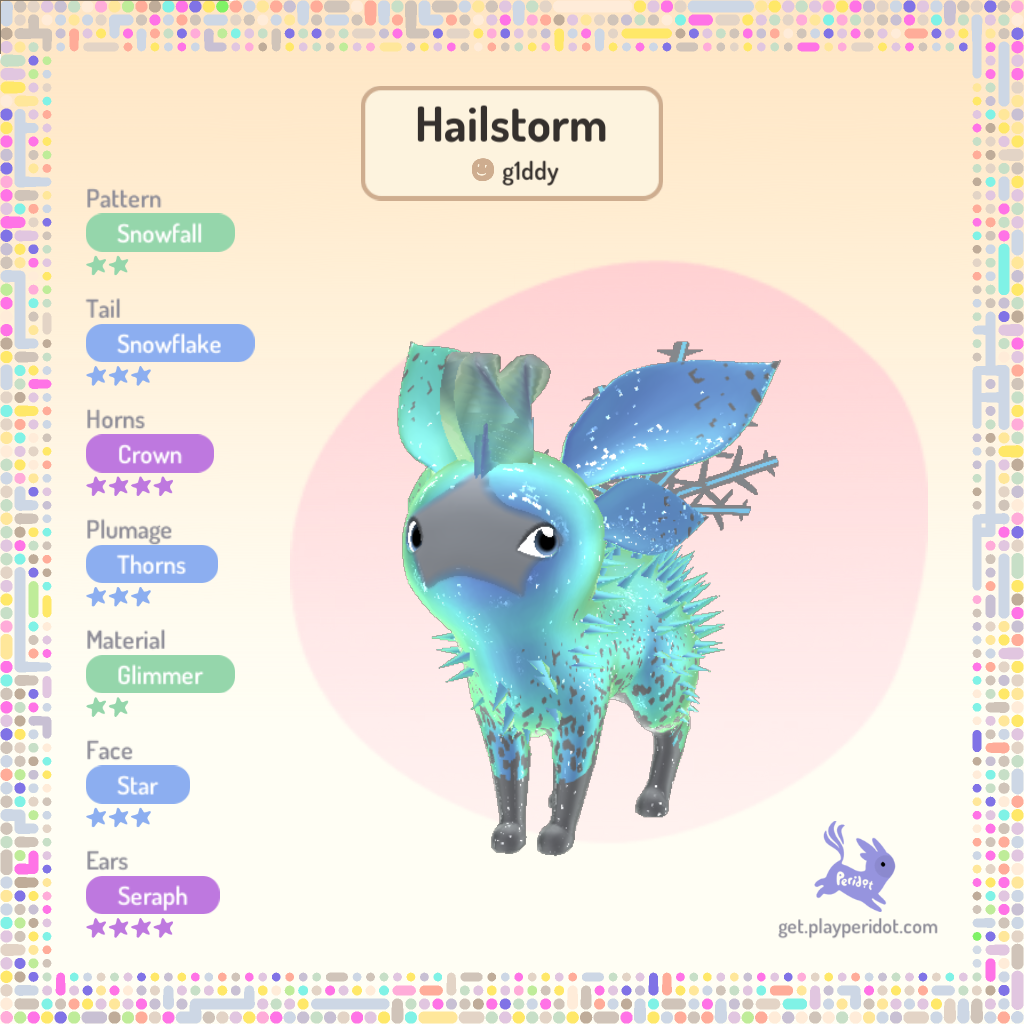 Hailstorm
g1ddy
Pattern
Snowfall
Tail
Snowflake
Horns
Crown
Plumage
Thorns
Material
Glimmer
Face
Star
Ears
Seraph
Peridot
get.playperidot.com